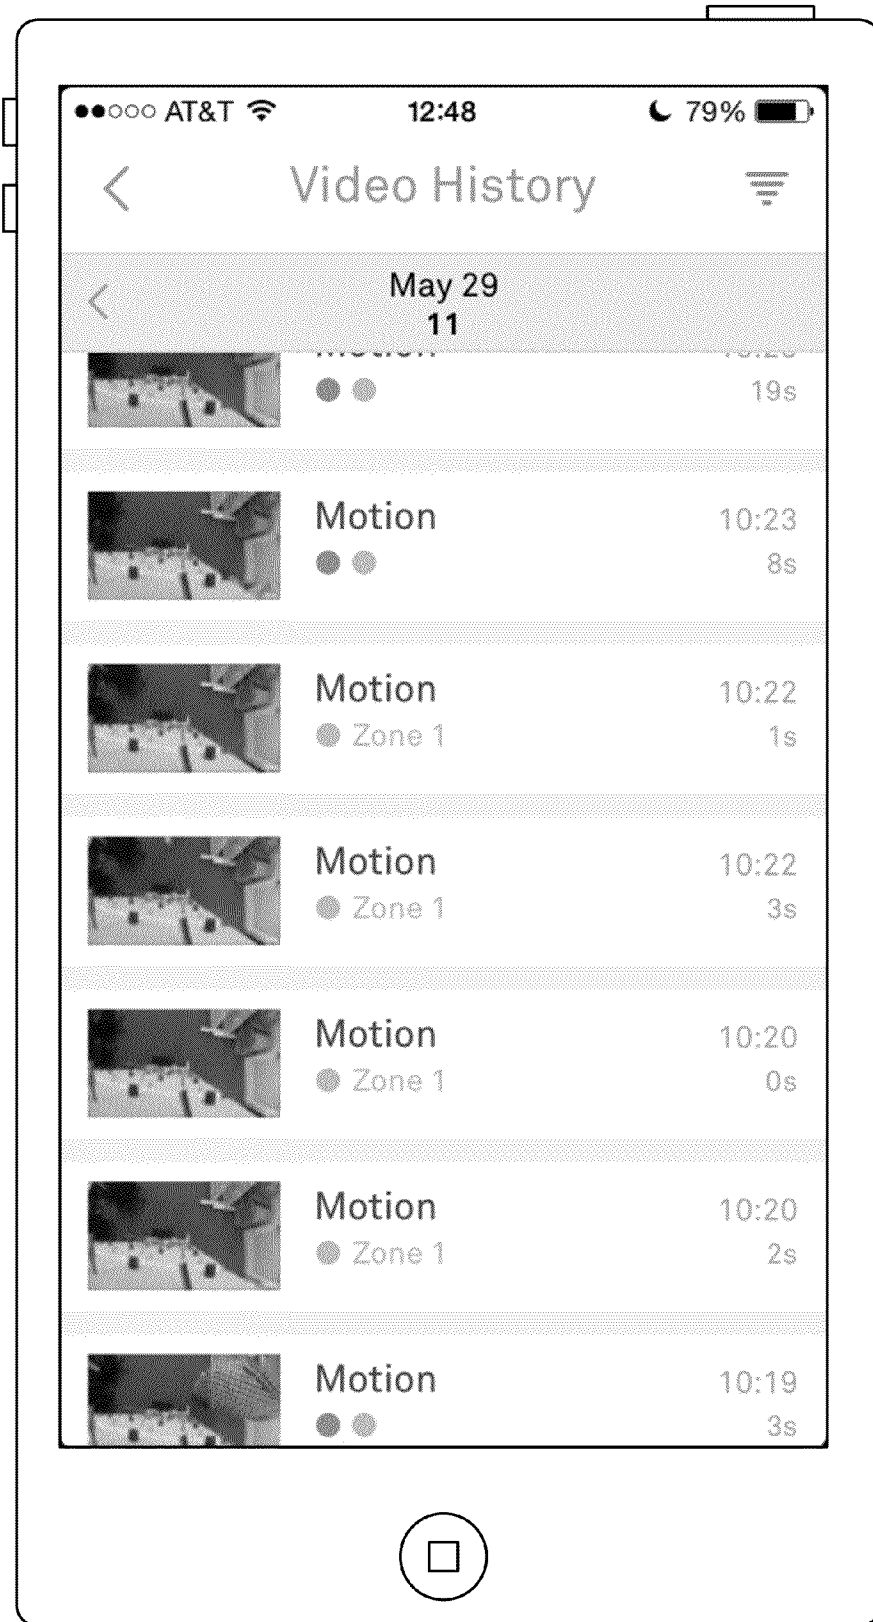 AT&T 12:48 79%
Video History
May 29
11
19s
Motion 10:23
8s
Motion 10:22
Zone 1 1s
Motion 10:22
Zone 1 3s
Motion 10:20
Zone 1 0s
Motion 10:20
Zone 1 2s
Motion 10:19
3s